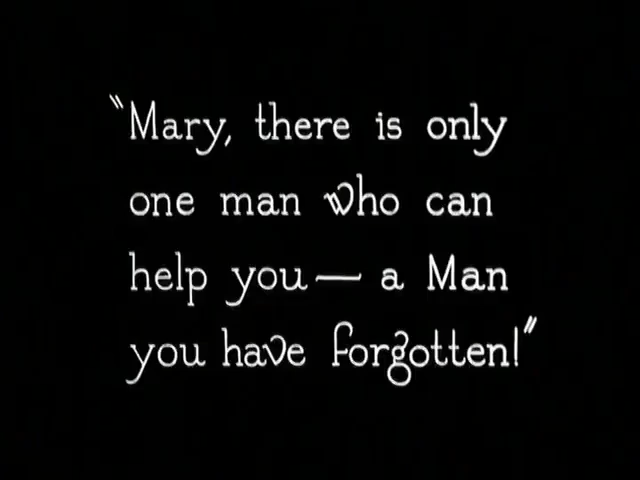 "Mary, there is only
one man who can
help you — a Man
you have forgotten!"